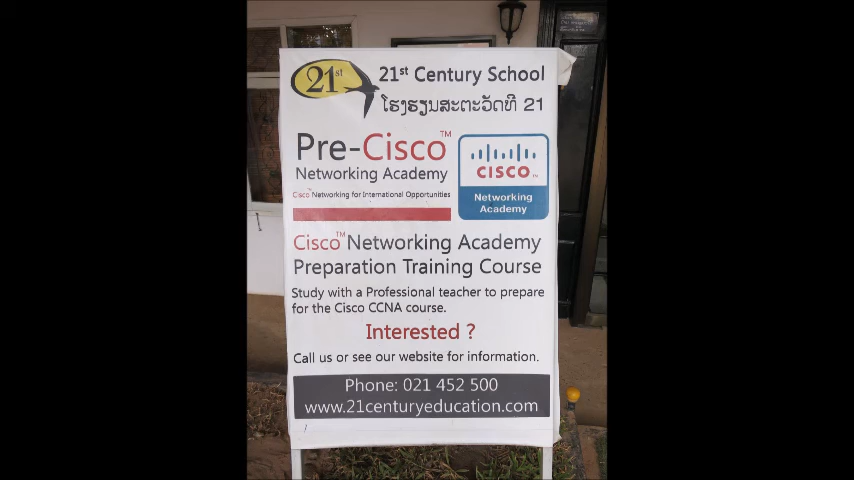 21st
21st Century School
ໂຮງຮຽນສະຕະວັດທີ 21
Pre-Cisco™
Networking Academy
Cisco Networking for International Opportunities
CISCO™
Networking
Academy
Cisco™ Networking Academy
Preparation Training Course
Study with a Professional teacher to prepare
for the Cisco CCNA course.
Interested ?
Call us or see our website for information.
Phone: 021 452 500
www.21centuryeducation.com